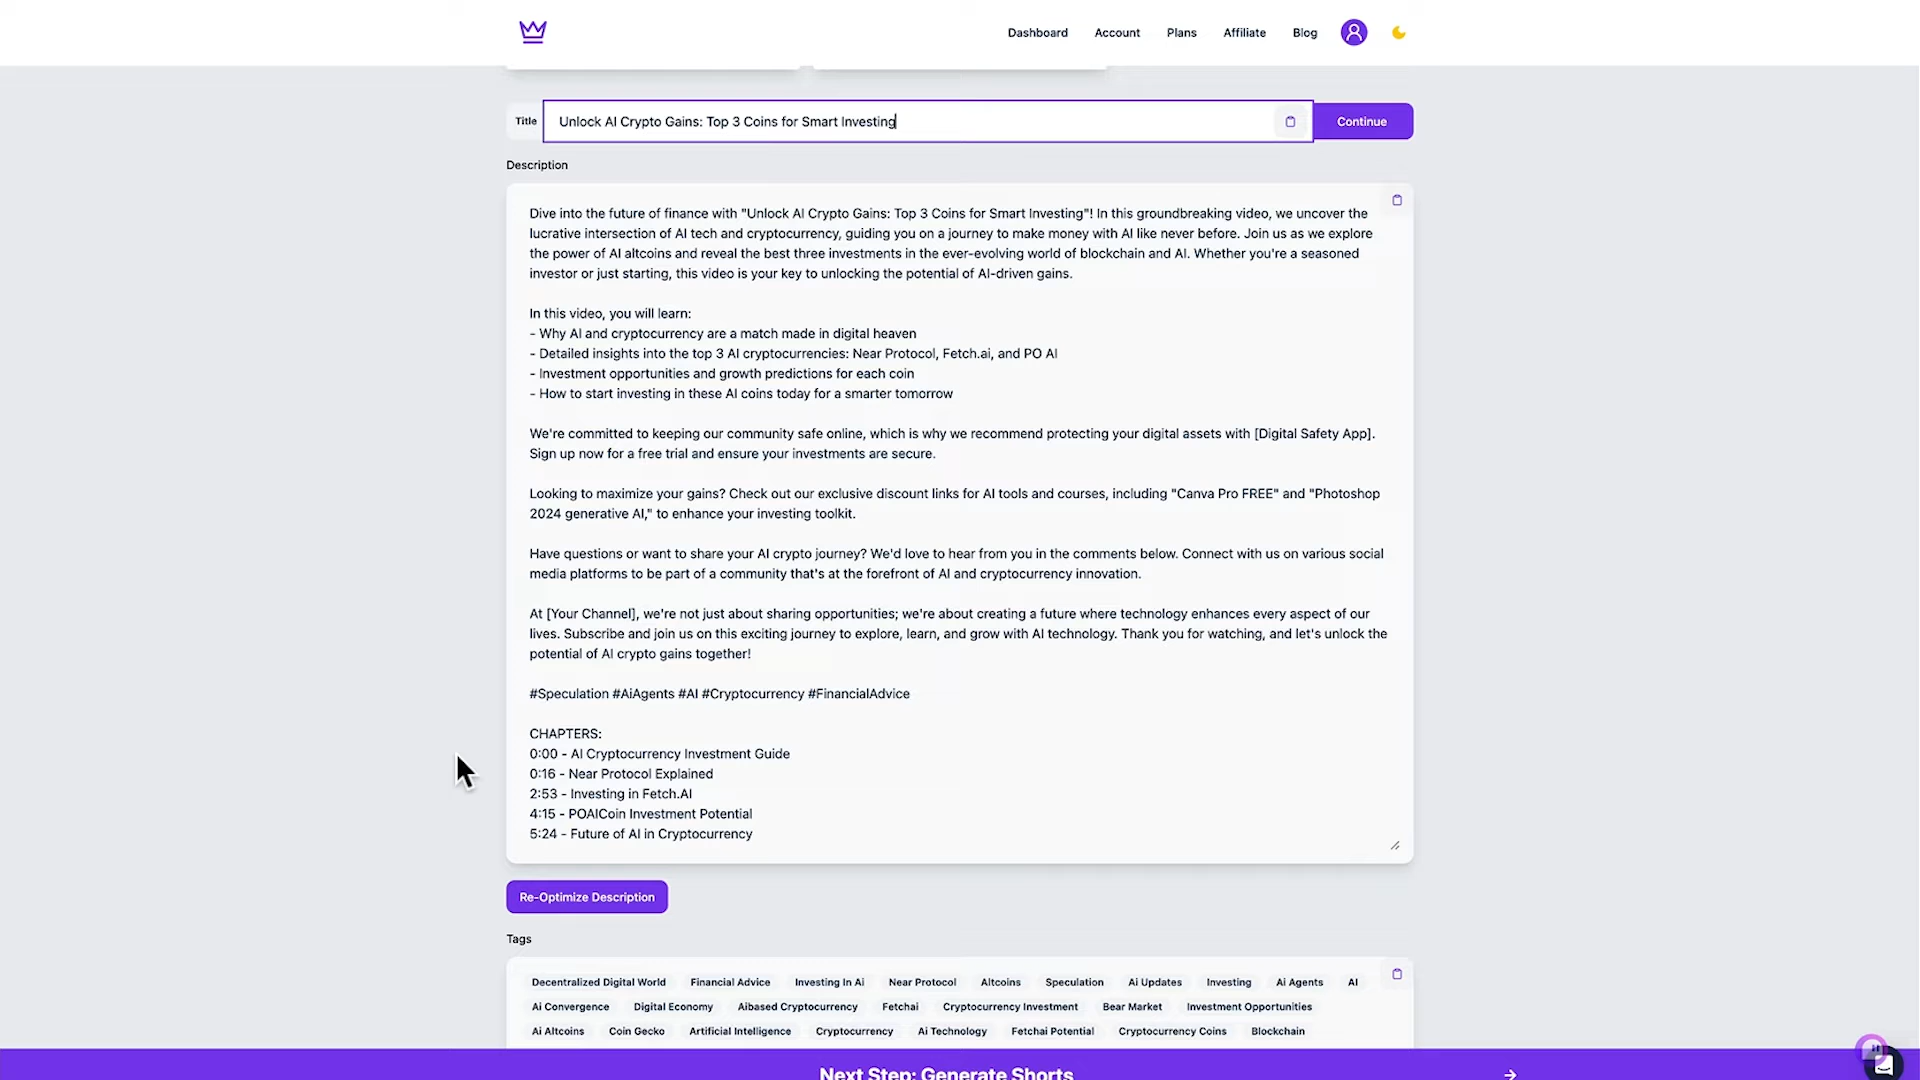 Dashboard Account Plans Affiliate Blog
Title Unlock AI Crypto Gains: Top 3 Coins for Smart Investing Continue
Description
Dive into the future of finance with "Unlock AI Crypto Gains: Top 3 Coins for Smart Investing"! In this groundbreaking video, we uncover the
lucrative intersection of AI tech and cryptocurrency, guiding you on a journey to make money with AI like never before. Join us as we explore
the power of AI altcoins and reveal the best three investments in the ever-evolving world of blockchain and AI. Whether you're a seasoned
investor or just starting, this video is your key to unlocking the potential of AI-driven gains.
In this video, you will learn:
- Why AI and cryptocurrency are a match made in digital heaven
- Detailed insights into the top 3 AI cryptocurrencies: Near Protocol, Fetch.ai, and PO AI
- Investment opportunities and growth predictions for each coin
- How to start investing in these AI coins today for a smarter tomorrow
We're committed to keeping our community safe online, which is why we recommend protecting your digital assets with [Digital Safety App].
Sign up now for a free trial and ensure your investments are secure.
Looking to maximize your gains? Check out our exclusive discount links for AI tools and courses, including "Canva Pro FREE" and "Photoshop
2024 generative AI," to enhance your investing toolkit.
Have questions or want to share your AI crypto journey? We'd love to hear from you in the comments below. Connect with us on various social
media platforms to be part of a community that's at the forefront of AI and cryptocurrency innovation.
At [Your Channel], we're not just about sharing opportunities; we're about creating a future where technology enhances every aspect of our
lives. Subscribe and join us on this exciting journey to explore, learn, and grow with AI technology. Thank you for watching, and let's unlock the
potential of AI crypto gains together!
#Speculation #AiAgents #AI #Cryptocurrency #FinancialAdvice
CHAPTERS:
0:00 - AI Cryptocurrency Investment Guide
0:16 - Near Protocol Explained
2:53 - Investing in Fetch.AI
4:15 - POAICoin Investment Potential
5:24 - Future of AI in Cryptocurrency
Re-Optimize Description
Tags
Decentralized Digital World Financial Advice Investing In Ai Near Protocol Altcoins Speculation Ai Updates Investing Ai Agents AI
Ai Convergence Digital Economy Aibased Cryptocurrency Fetchai Cryptocurrency Investment Bear Market Investment Opportunities
Ai Altcoins Coin Gecko Artificial Intelligence Cryptocurrency Ai Technology Fetchai Potential Cryptocurrency Coins Blockchain
Next Step: Generate Shorts